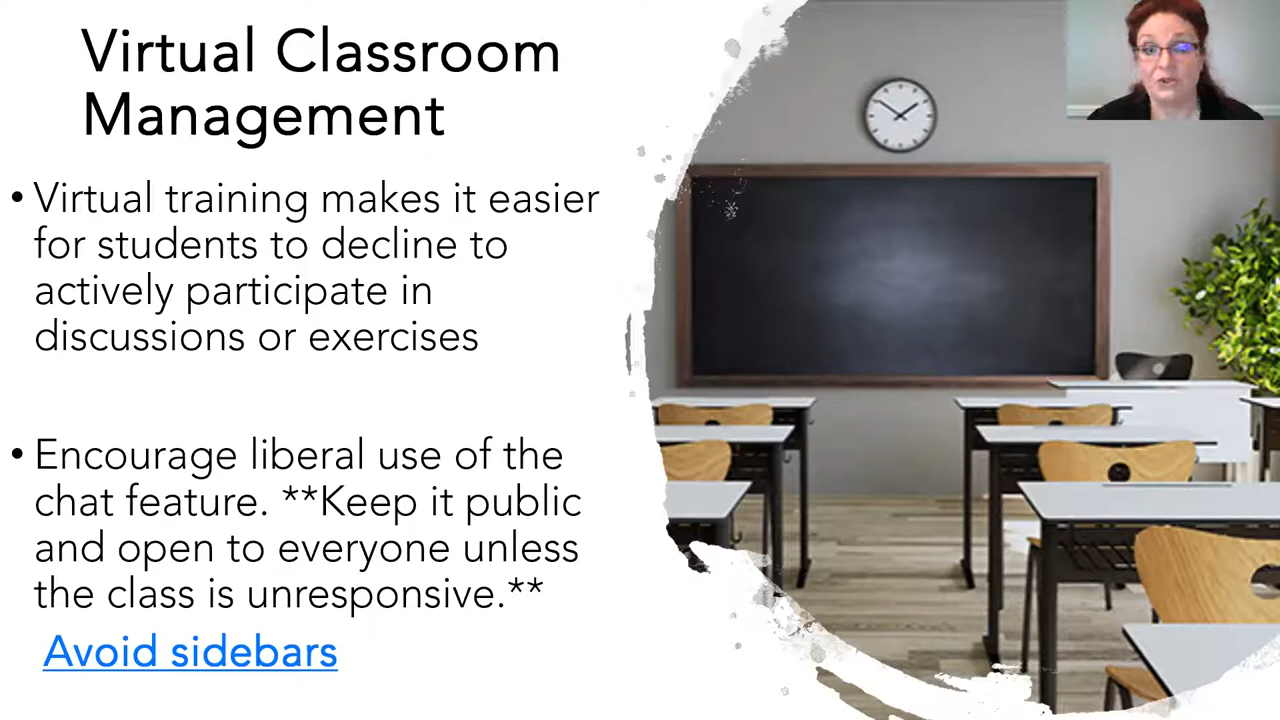 Virtual Classroom
Management
• Virtual training makes it easier
for students to decline to
actively participate in
discussions or exercises
• Encourage liberal use of the
chat feature. **Keep it public
and open to everyone unless
the class is unresponsive.**
Avoid sidebars